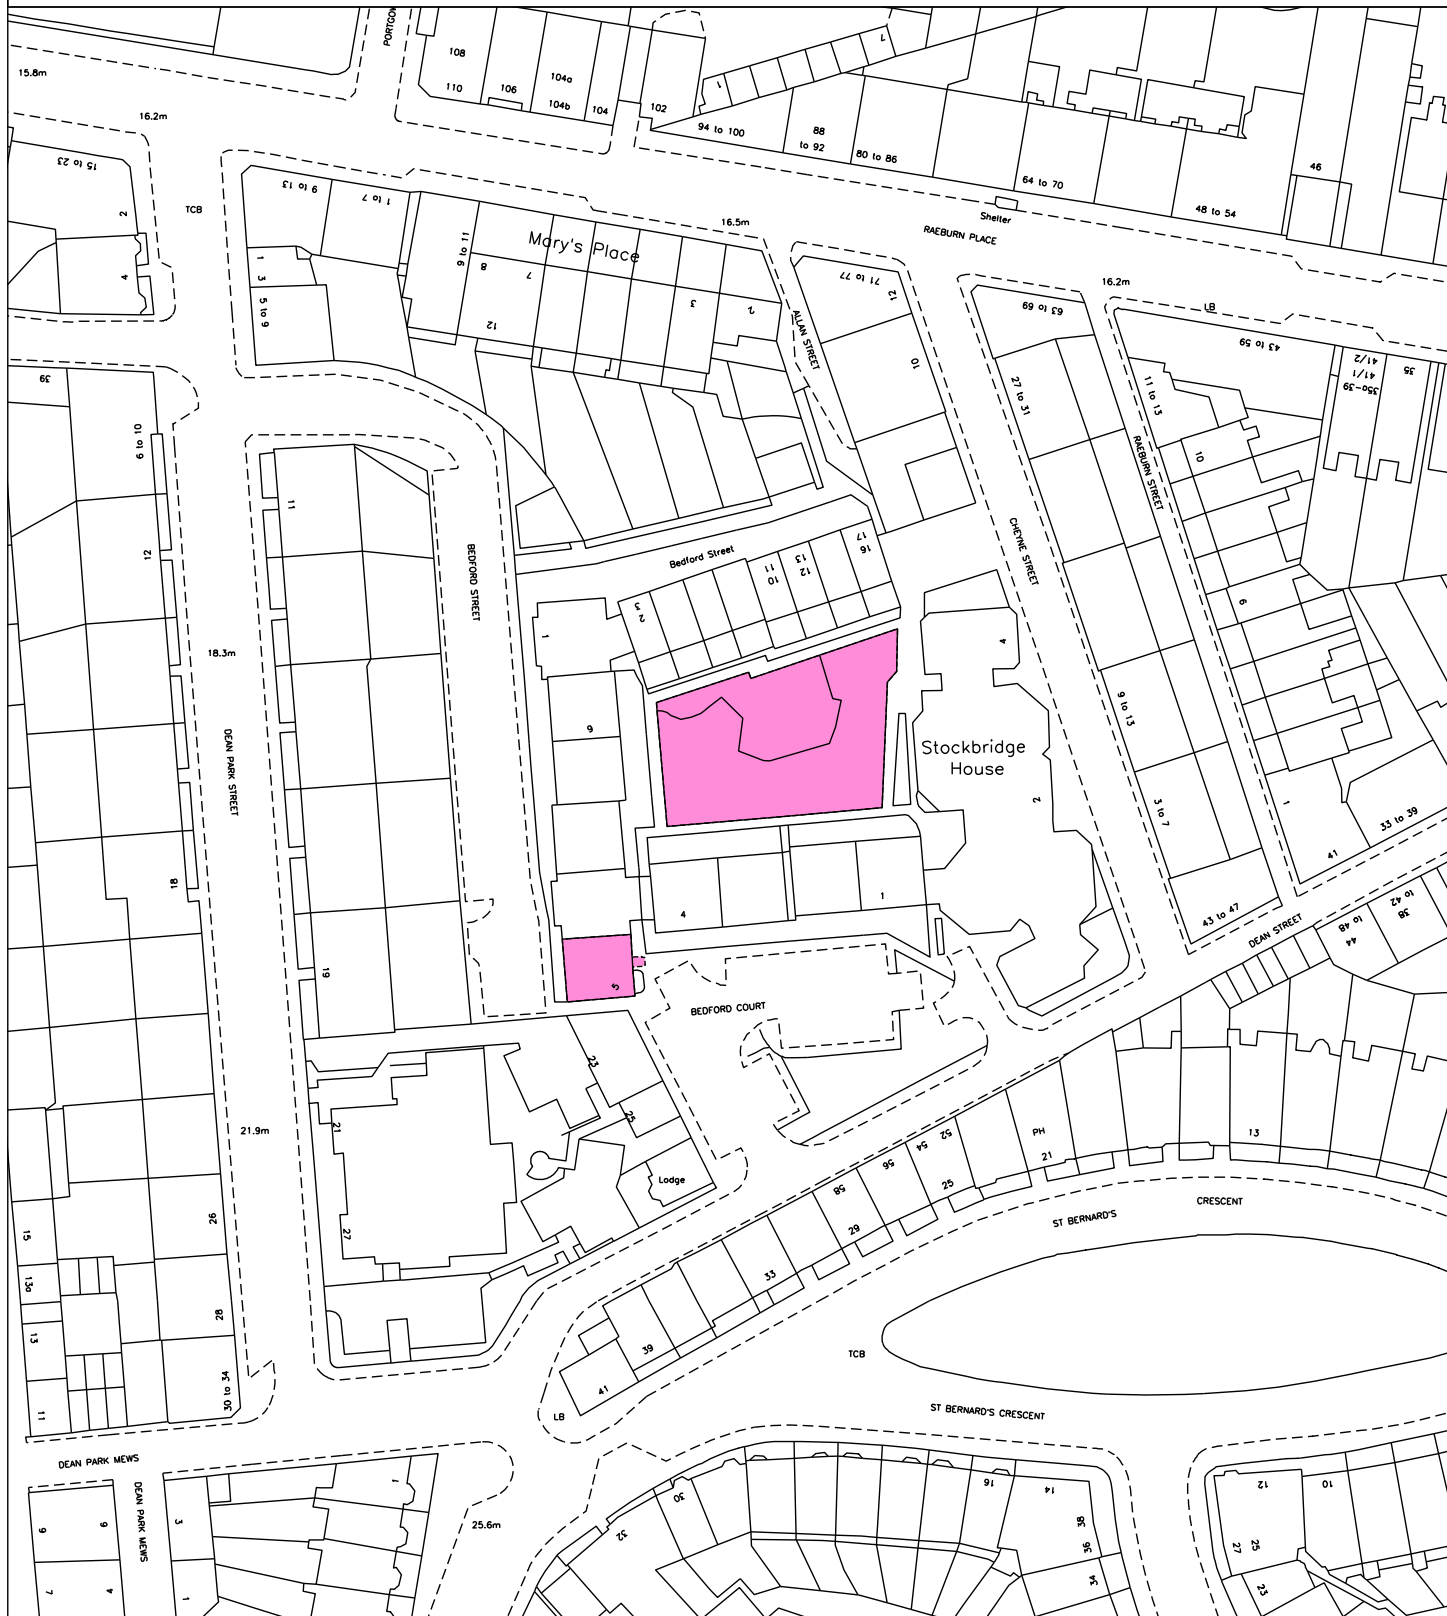 PORTGOW
108
110
106
104a
104b
104
102
1
7
15.8m
16.2m
94 to 100
88
to 92
80 to 86
64 to 70
48 to 54
46
15 to 23
2
4
TCB
9 to 13
1 to 7
Shelter
16.5m
RAEBURN PLACE
Mary's Place
9 to 11
8
7
3
2
12
1
3
5 to 9
ALLAN STREET
71 to 77
12
10
16.2m
LB
63 to 69
43 to 59
41/2
41/1
35a-39
35
39
6 to 10
12
11
27 to 31
11 to 13
10
RAEBURN STREET
CHEYNE STREET
BEDFORD STREET
Bedford Street
17
16
13
12
11
10
3
2
1
4
9
18.3m
DEAN PARK STREET
9
Stockbridge
House
2
9 to 13
3 to 7
1
33 to 39
41
43 to 47
18
19
4
1
5
DEAN STREET
38
to 42
44
to 48
BEDFORD COURT
23
25
21
27
Lodge
21.9m
PH
21
13
52
54
56
58
25
29
33
39
41
CRESCENT
ST BERNARD'S
15
13a
13
11
26
28
30 to 34
TCB
LB
ST BERNARD'S CRESCENT
DEAN PARK MEWS
DEAN PARK MEWS
25.6m
3
1
7
4
30
32
16
14
38
36
34
12
10
27
25
23